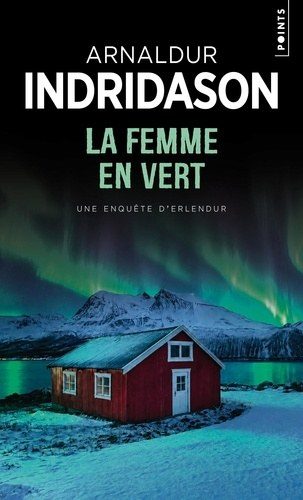 POINTS
ARNALDUR
INDRIDASON
LA FEMME
EN VERT
UNE ENQUÊTE D'ERLENDUR